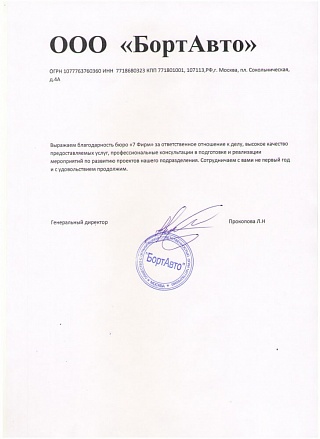 ООО «БортАвто»
ОГРН 1077763760360 ИНН 7718680323 КПП 771801001, 107113,РФ,г. Москва, пл. Сокольническая,
д.4А
Выражаем благодарность бюро «7 Фирм» за ответственное отношение к делу, высокое качество
предоставляемых услуг, профессиональные консультации в подготовке и реализации
мероприятий по развитию проектов нашего подразделения. Сотрудничаем с вами не первый год
и с удовольствием продолжим.
Генеральный директор Прокопова Л.Н
"БортАвто"
МОСКВА